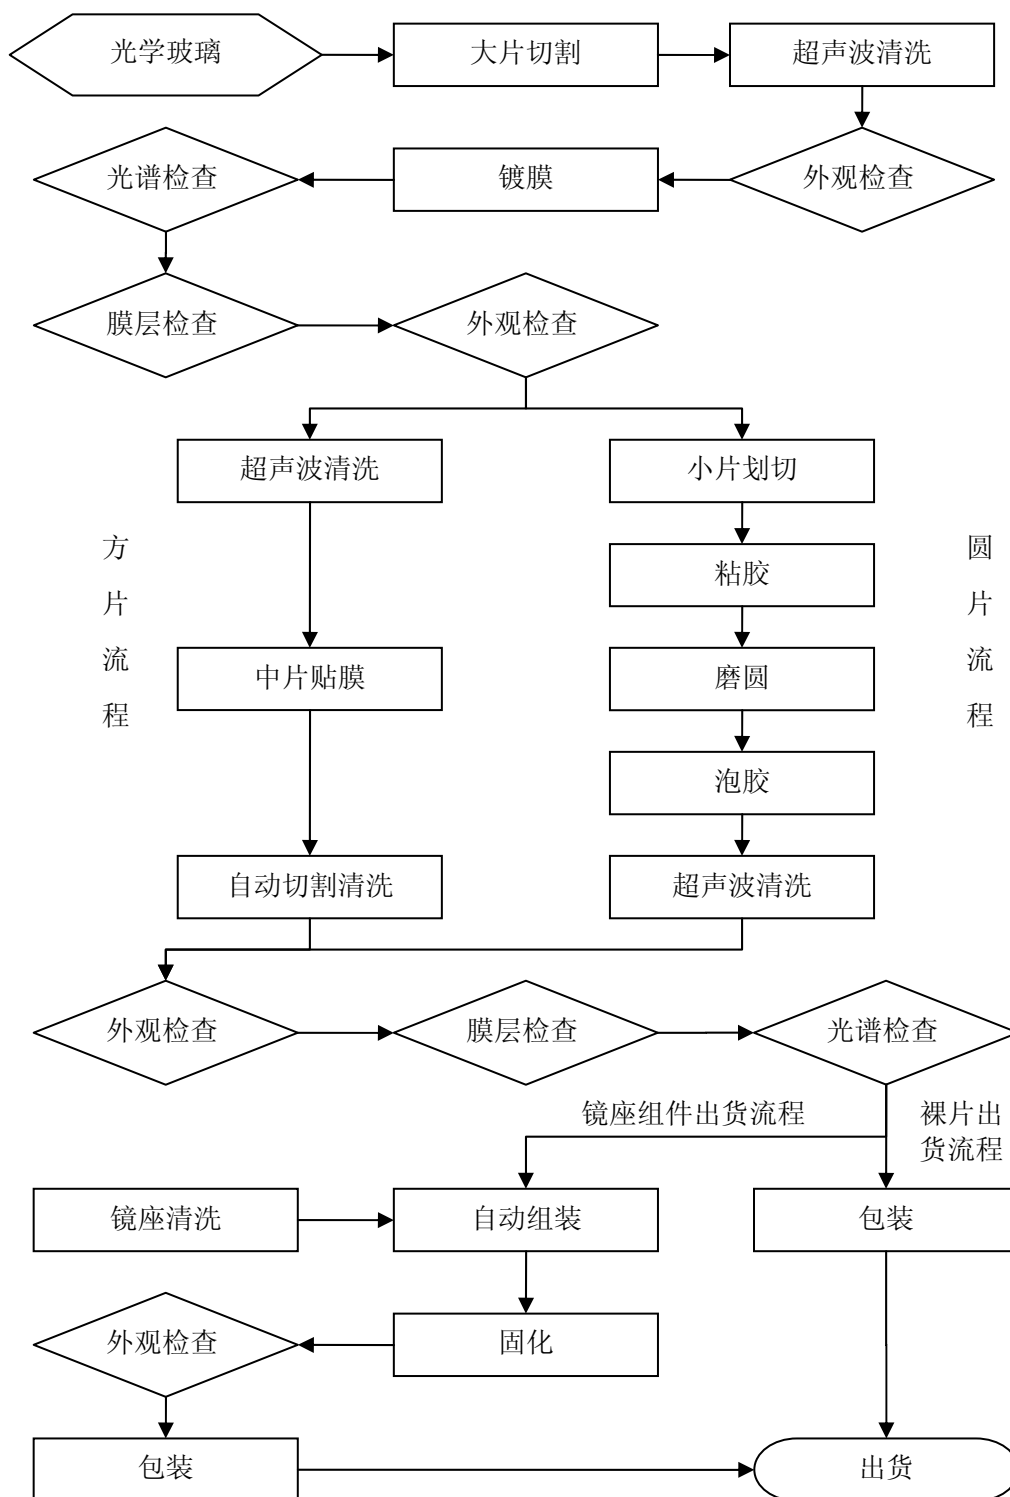 光学玻璃
大片切割
超声波清洗
光谱检查
镀膜
外观检查
膜层检查
外观检查
超声波清洗
小片划切
方片流程
圆片流程
粘胶
中片贴膜
磨圆
泡胶
自动切割清洗
超声波清洗
外观检查
膜层检查
光谱检查
镜座组件出货流程
裸片出
货流程
镜座清洗
自动组装
包装
外观检查
固化
包装
出货